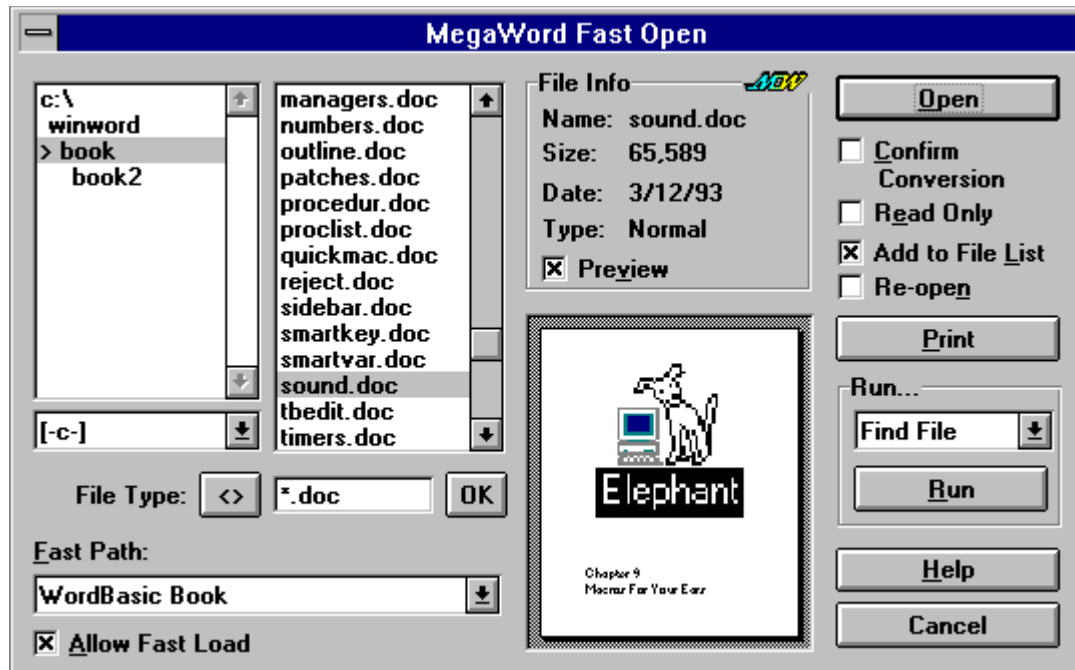 MegaWord Fast Open
c:\
winword
> book
book2
[-c-]
managers.doc
numbers.doc
outline.doc
patches.doc
procedur.doc
proclist.doc
quickmac.doc
reject.doc
sidebar.doc
smartkey.doc
smartvar.doc
sound.doc
tbedit.doc
timers.doc
File Type:
<>
*.doc
OK
Fast Path:
WordBasic Book
Allow Fast Load
File Info
MOW
Name: sound.doc
Size: 65,589
Date: 3/12/93
Type: Normal
Preview
Elephant
Chapter 9
Macros For Your Ears
Open
Confirm
Conversion
Read Only
Add to File List
Re-open
Print
Run...
Find File
Run
Help
Cancel